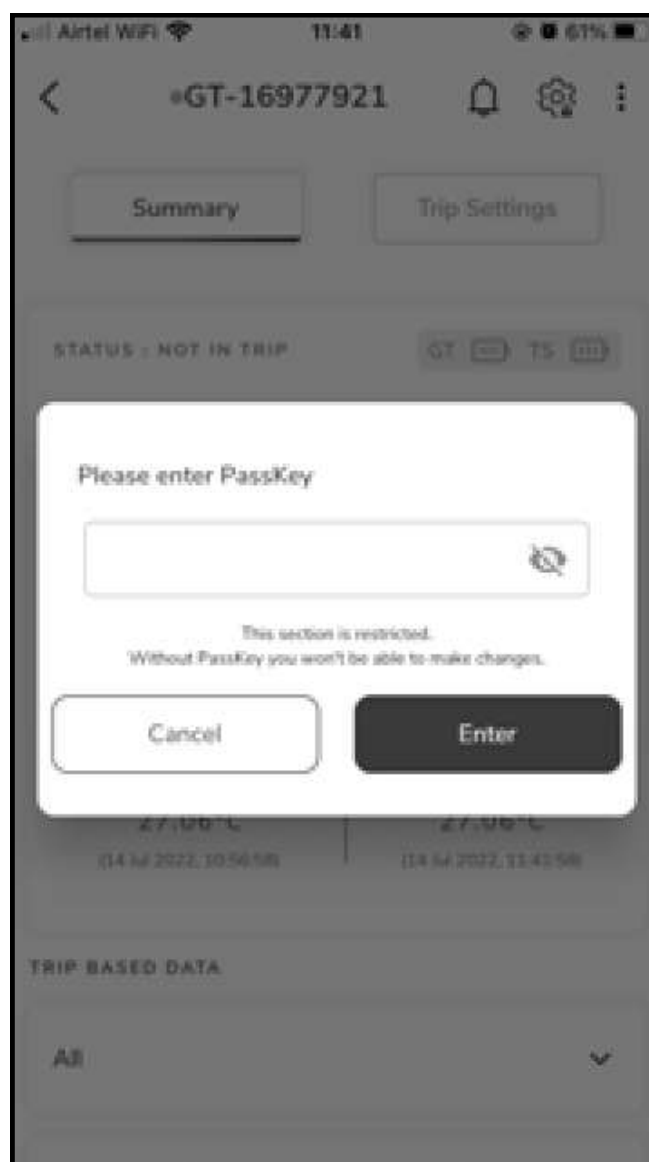 Airtel WiFi 11:41 61%
GT-16977921
Summary Trip Settings
STATUS : NOT IN TRIP GT TS
Please enter PassKey
This section is restricted.
Without PassKey you won't be able to make changes.
Cancel Enter
27.06°C 27.06°C
(14 Jul 2022, 10:56:58) (14 Jul 2022, 11:41:58)
TRIP BASED DATA
All